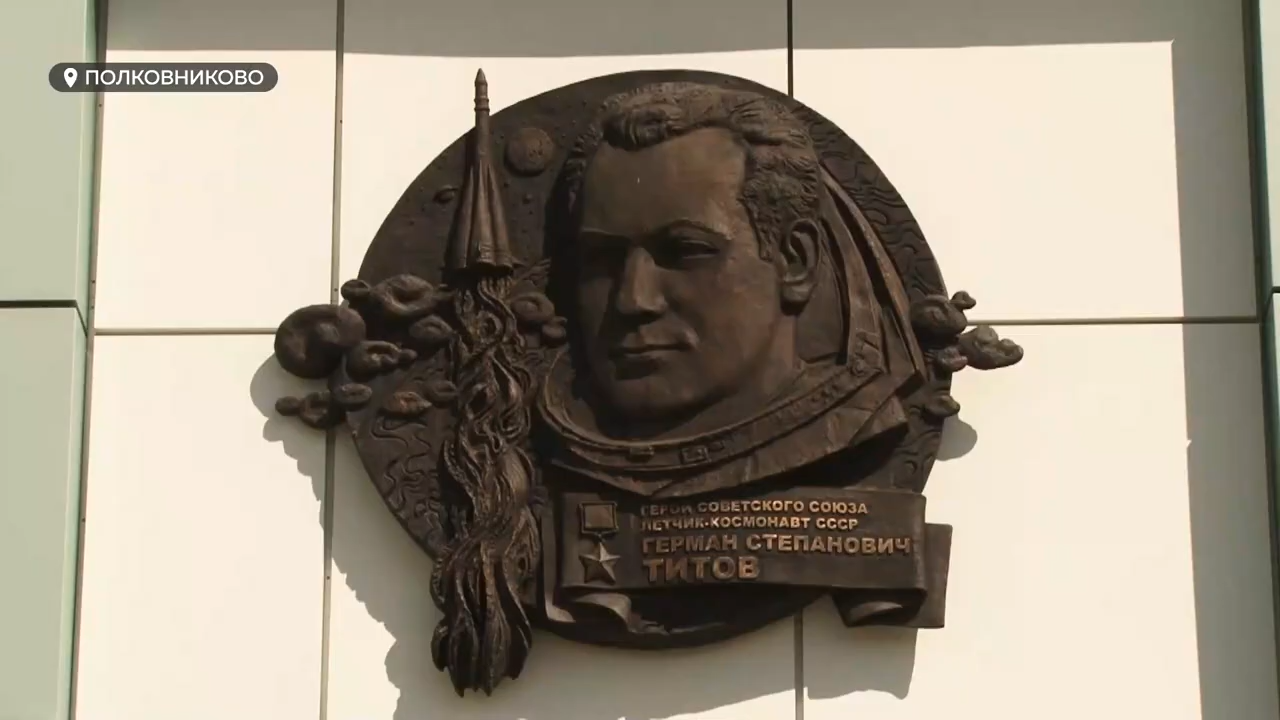 ПОЛКОВНИКОВО
ГЕРОЙ СОВЕТСКОГО СОЮЗА
ЛЕТЧИК-КОСМОНАВТ СССР
ГЕРМАН СТЕПАНОВИЧ
ТИТОВ